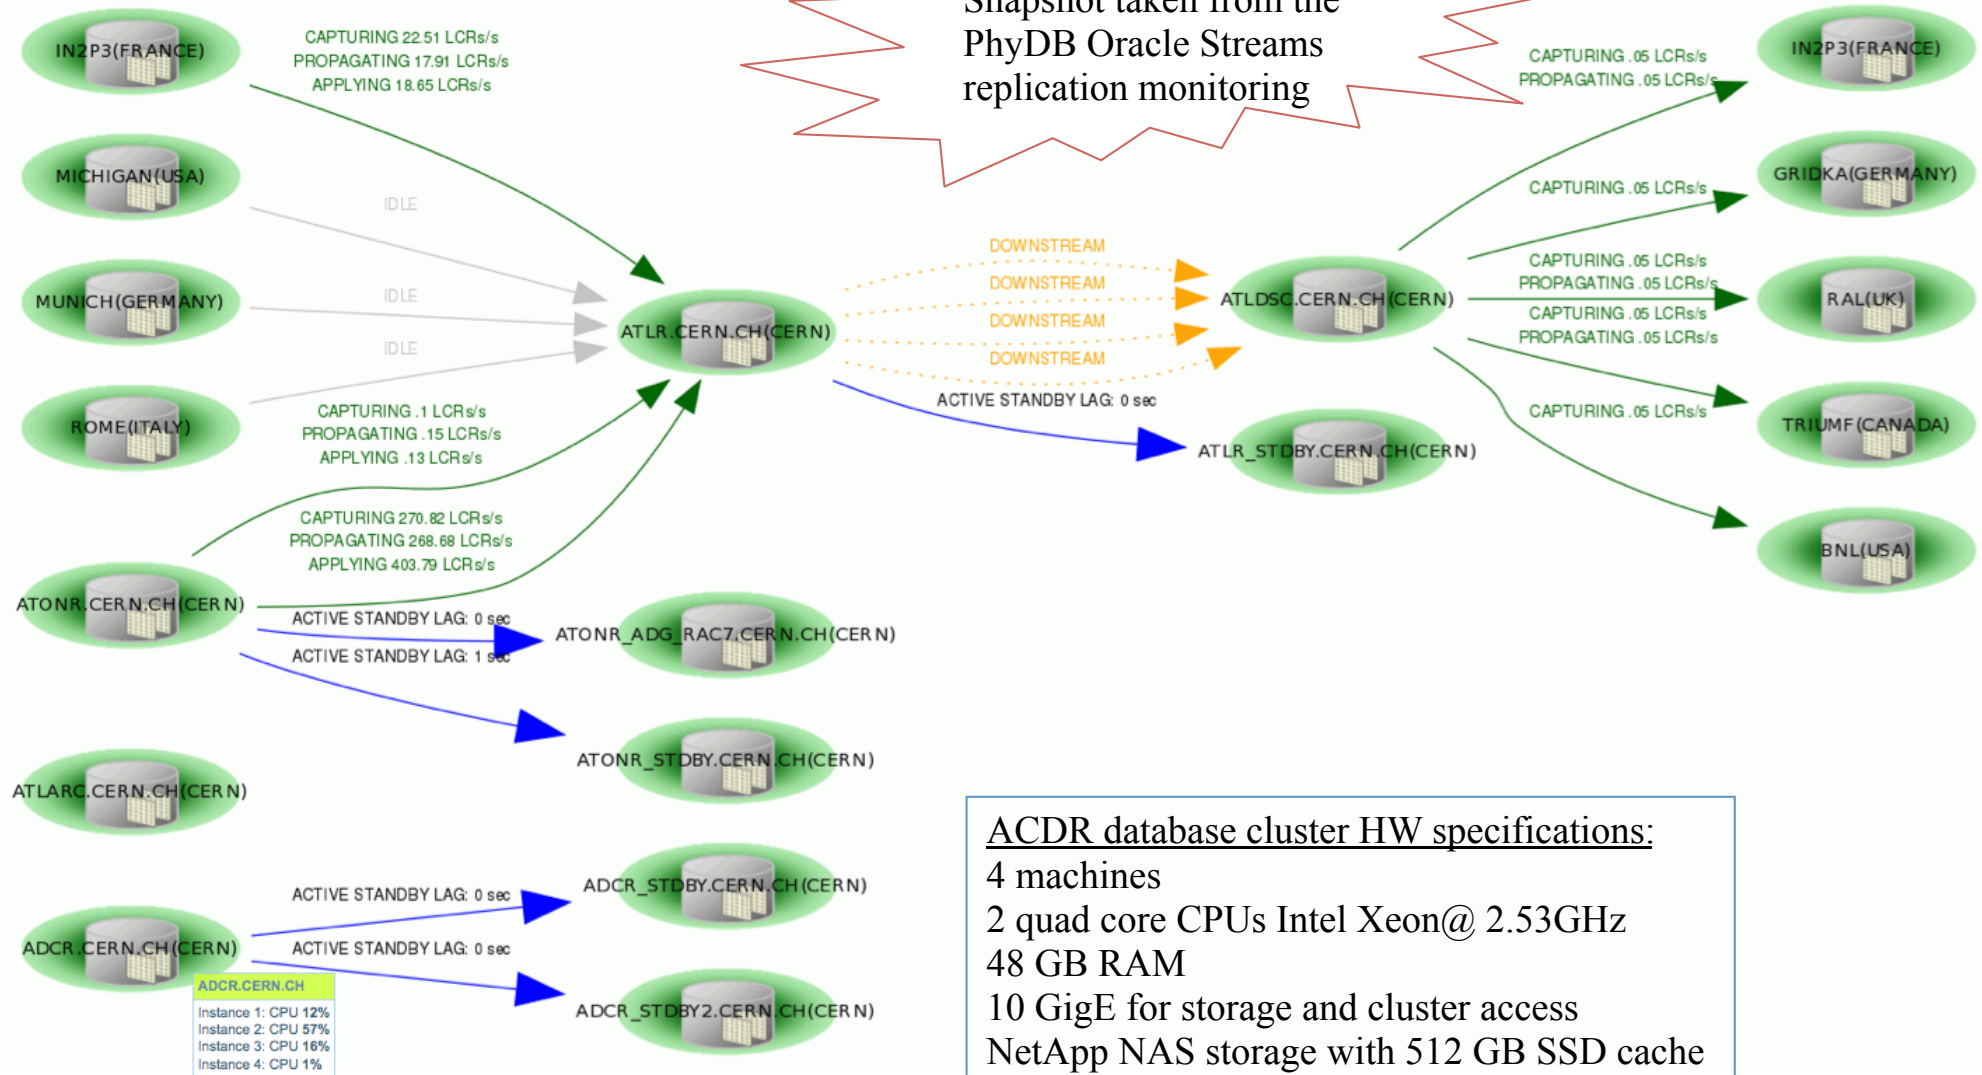 Snapshot taken from the
PhyDB Oracle Streams
replication monitoring
IN2P3(FRANCE)
CAPTURING 22.51 LCRs/s
PROPAGATING 17.91 LCRs/s
APPLYING 18.65 LCRs/s
MICHIGAN(USA)
IDLE
MUNICH(GERMANY)
IDLE
IDLE
ROME(ITALY)
CAPTURING .1 LCRs/s
PROPAGATING .15 LCRs/s
APPLYING .13 LCRs/s
CAPTURING 270.82 LCRs/s
PROPAGATING 268.68 LCRs/s
APPLYING 403.79 LCRs/s
ATONR.CERN.CH(CERN)
ACTIVE STANDBY LAG: 0 sec
ACTIVE STANDBY LAG: 1 sec
ATLARC.CERN.CH(CERN)
ADCR.CERN.CH(CERN)
ACTIVE STANDBY LAG: 0 sec
ACTIVE STANDBY LAG: 0 sec
ADCR.CERN.CH
Instance 1: CPU 12%
Instance 2: CPU 57%
Instance 3: CPU 16%
Instance 4: CPU 1%
ATLR.CERN.CH(CERN)
ATONR_ADG_RAC7.CERN.CH(CERN)
ATONR_STDBY.CERN.CH(CERN)
ADCR_STDBY.CERN.CH(CERN)
ADCR_STDBY2.CERN.CH(CERN)
DOWNSTREAM
DOWNSTREAM
DOWNSTREAM
DOWNSTREAM
ACTIVE STANDBY LAG: 0 sec
ATLDSC.CERN.CH(CERN)
ATLR_STDBY.CERN.CH(CERN)
CAPTURING .05 LCRs/s
PROPAGATING .05 LCRs/s
CAPTURING .05 LCRs/s
CAPTURING .05 LCRs/s
PROPAGATING .05 LCRs/s
CAPTURING .05 LCRs/s
PROPAGATING .05 LCRs/s
CAPTURING .05 LCRs/s
IN2P3(FRANCE)
GRIDKA(GERMANY)
RAL(UK)
TRIUMF(CANADA)
BNL(USA)
ACDR database cluster HW specifications:
4 machines
2 quad core CPUs Intel Xeon@ 2.53GHz
48 GB RAM
10 GigE for storage and cluster access
NetApp NAS storage with 512 GB SSD cache